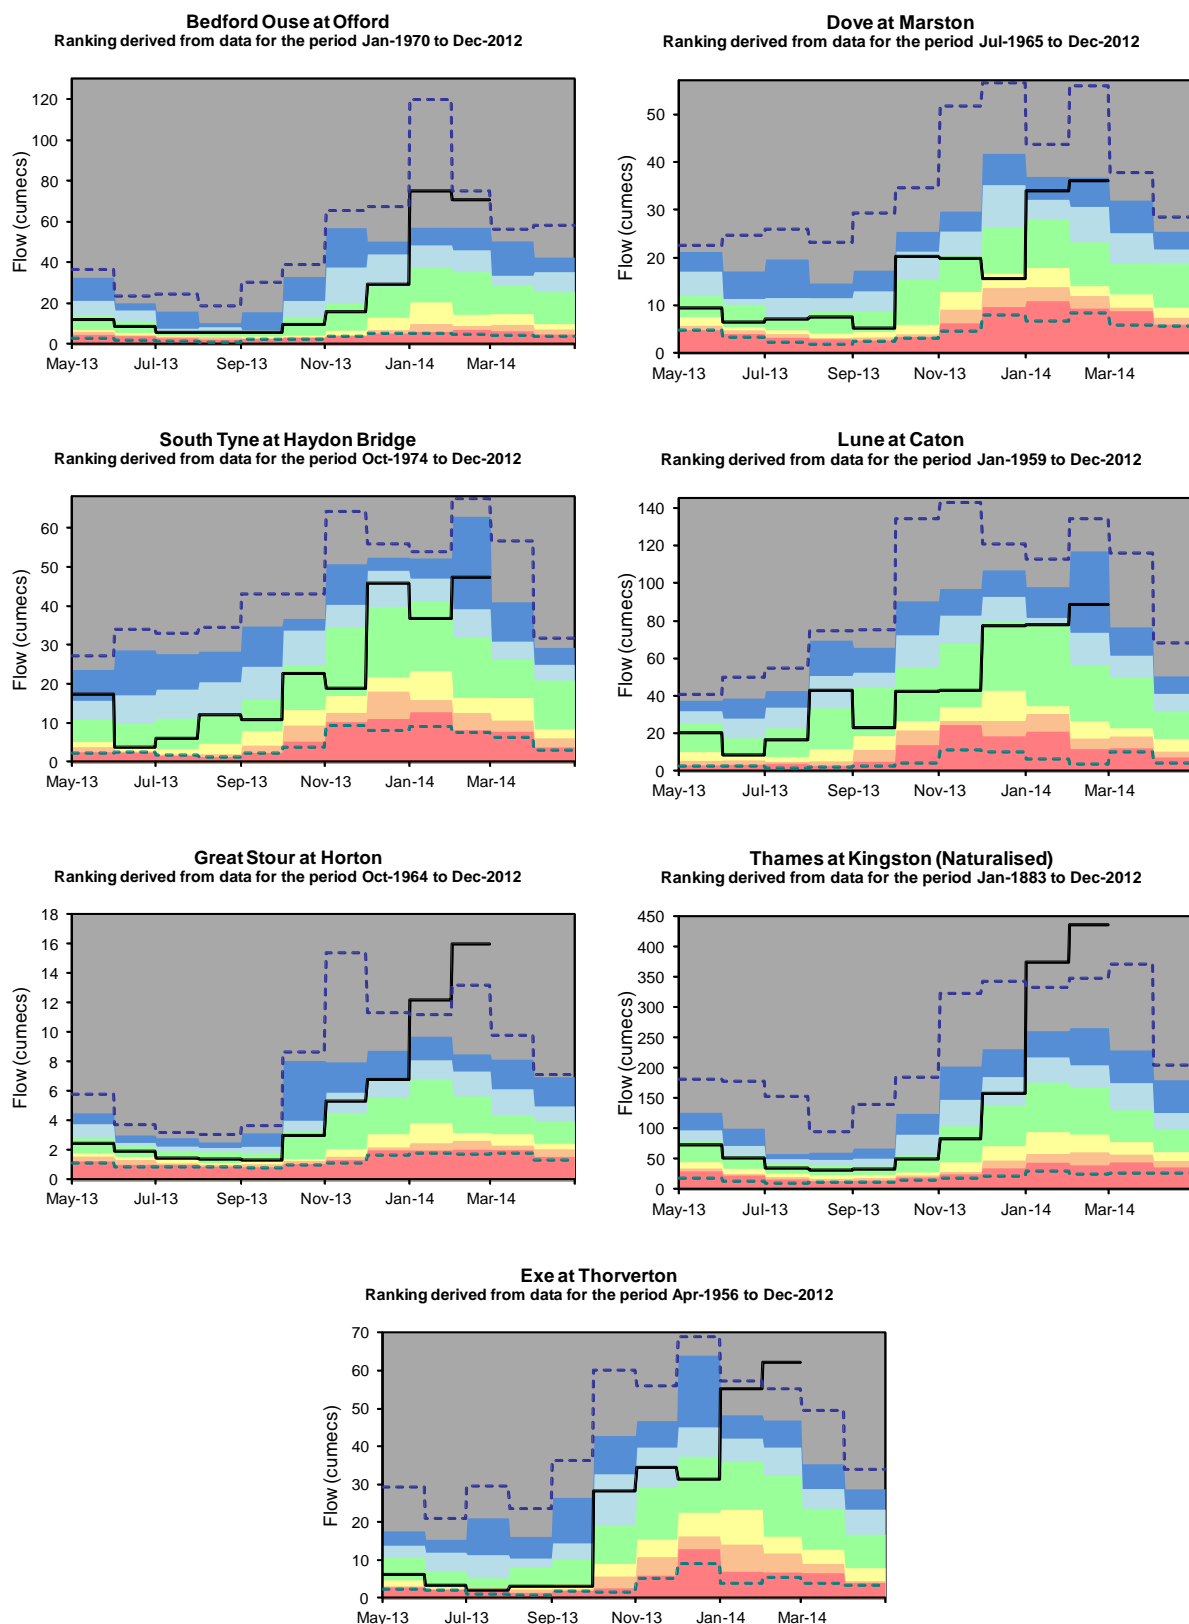 Bedford Ouse at Offord
Ranking derived from data for the period Jan-1970 to Dec-2012
Flow (cumecs)
120
100
80
60
40
20
0
May-13 Jul-13 Sep-13 Nov-13 Jan-14 Mar-14
Dove at Marston
Ranking derived from data for the period Jul-1965 to Dec-2012
Flow (cumecs)
50
40
30
20
10
0
May-13 Jul-13 Sep-13 Nov-13 Jan-14 Mar-14
South Tyne at Haydon Bridge
Ranking derived from data for the period Oct-1974 to Dec-2012
Flow (cumecs)
60
50
40
30
20
10
0
May-13 Jul-13 Sep-13 Nov-13 Jan-14 Mar-14
Lune at Caton
Ranking derived from data for the period Jan-1959 to Dec-2012
Flow (cumecs)
140
120
100
80
60
40
20
0
May-13 Jul-13 Sep-13 Nov-13 Jan-14 Mar-14
Great Stour at Horton
Ranking derived from data for the period Oct-1964 to Dec-2012
Flow (cumecs)
18
16
14
12
10
8
6
4
2
0
May-13 Jul-13 Sep-13 Nov-13 Jan-14 Mar-14
Thames at Kingston (Naturalised)
Ranking derived from data for the period Jan-1883 to Dec-2012
Flow (cumecs)
450
400
350
300
250
200
150
100
50
0
May-13 Jul-13 Sep-13 Nov-13 Jan-14 Mar-14
Exe at Thorverton
Ranking derived from data for the period Apr-1956 to Dec-2012
Flow (cumecs)
70
60
50
40
30
20
10
0
May-13 Jul-13 Sep-13 Nov-13 Jan-14 Mar-14